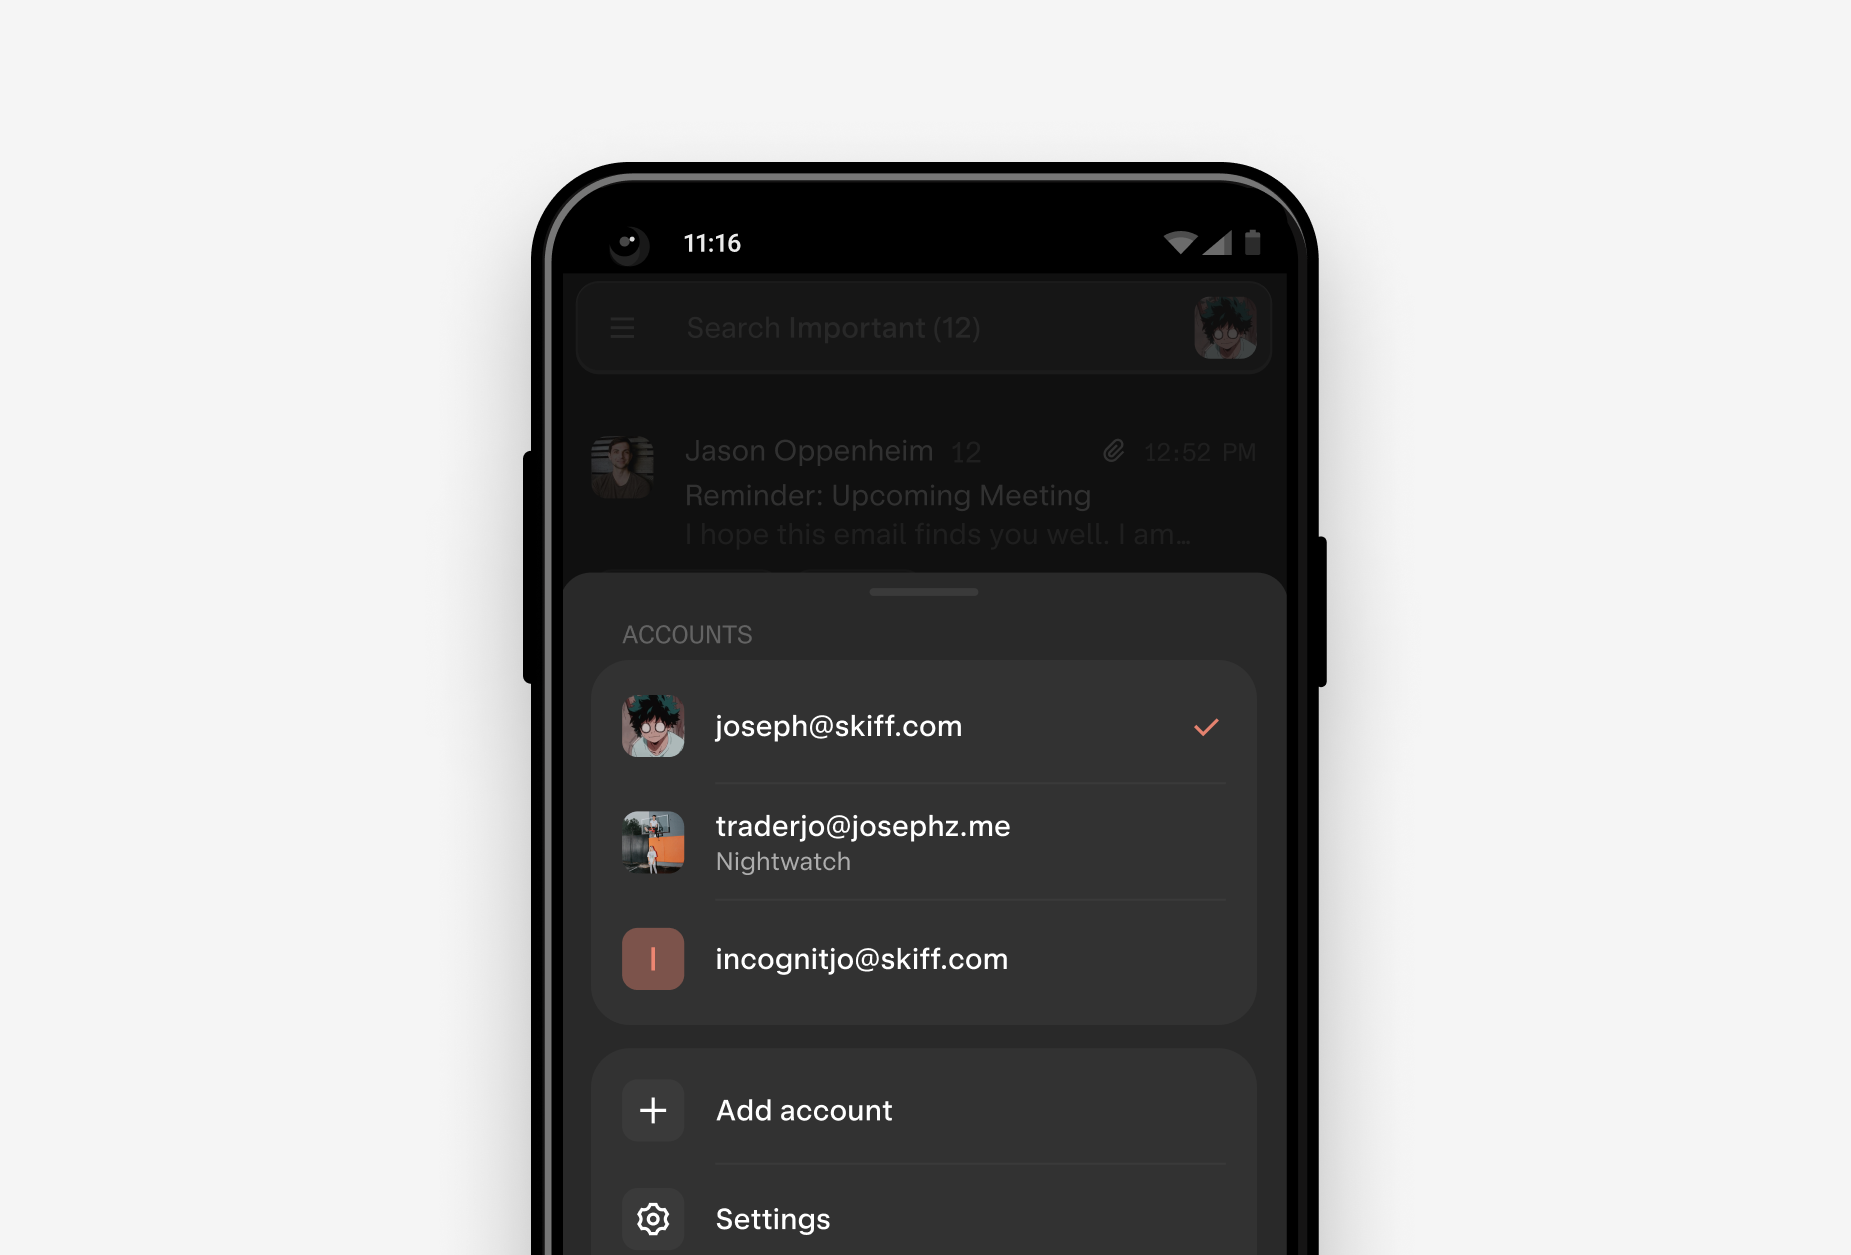 11:16
Search Important (12)
Jason Oppenheim 12 12:52 PM
Reminder: Upcoming Meeting
I hope this email finds you well. I am…
ACCOUNTS
joseph@skiff.com
traderjo@josephz.me
Nightwatch
I
incognitjo@skiff.com
Add account
Settings